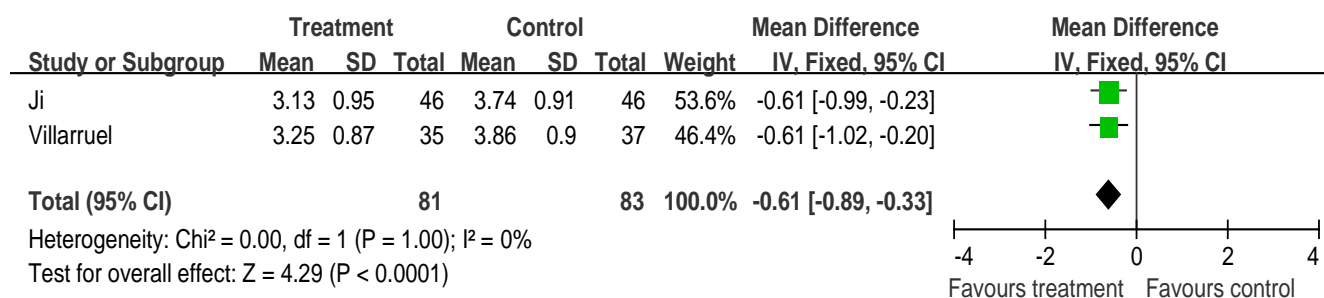 Treatment Control Mean Difference Mean Difference
Study or Subgroup Mean SD Total Mean SD Total Weight IV, Fixed, 95% CI IV, Fixed, 95% CI
Ji 3.13 0.95 46 3.74 0.91 46 53.6% -0.61 [-0.99, -0.23]
Villarruel 3.25 0.87 35 3.86 0.9 37 46.4% -0.61 [-1.02, -0.20]
Total (95% CI) 81 83 100.0% -0.61 [-0.89, -0.33]
Heterogeneity: Chi² = 0.00, df = 1 (P = 1.00); I² = 0%
Test for overall effect: Z = 4.29 (P < 0.0001)
-4 -2 0 2 4
Favours treatment Favours control